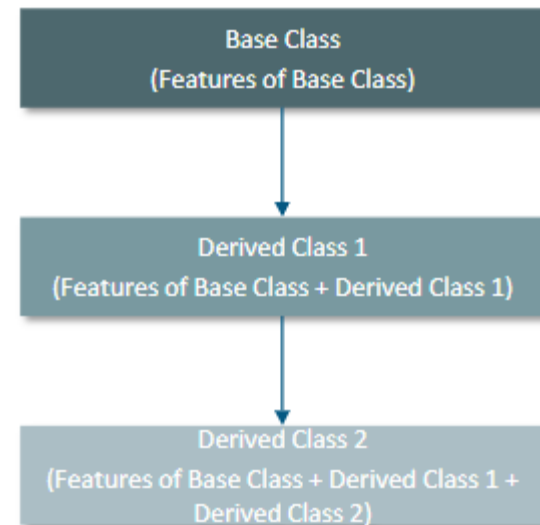 Base Class
(Features of Base Class)
Derived Class 1
(Features of Base Class + Derived Class 1)
Derived Class 2
(Features of Base Class + Derived Class 1 +
Derived Class 2)